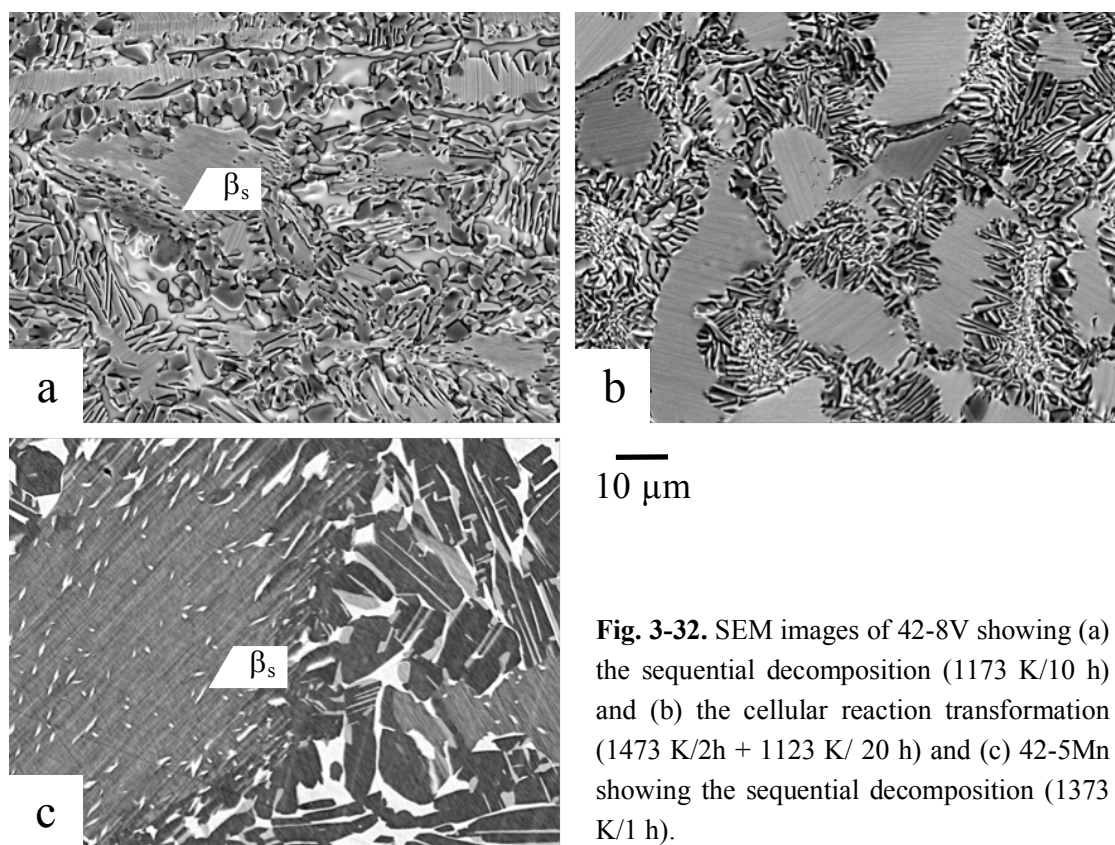 βs
a
b
βs
c
10 µm
Fig. 3-32. SEM images of 42-8V showing (a)
the sequential decomposition (1173 K/10 h)
and (b) the cellular reaction transformation
(1473 K/2h + 1123 K/ 20 h) and (c) 42-5Mn
showing the sequential decomposition (1373
K/1 h).